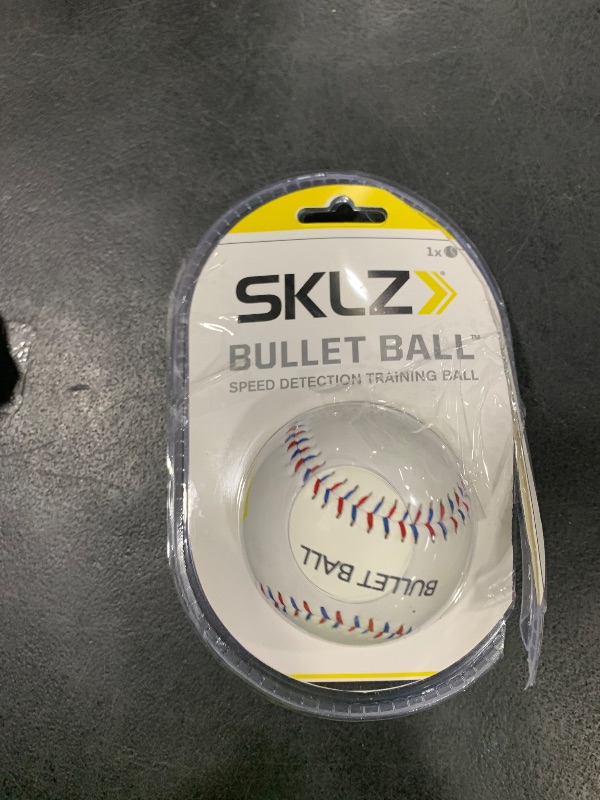 1x
SKLZ
BULLET BALL™
SPEED DETECTION TRAINING BALL
BULLET BALL